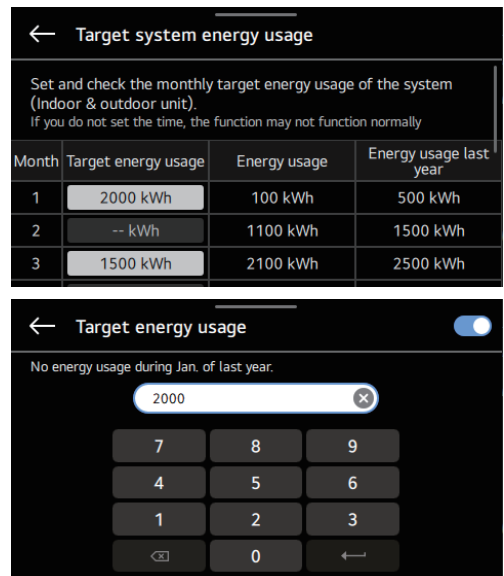 Target system energy usage
Set and check the monthly target energy usage of the system
(Indoor & outdoor unit).
If you do not set the time, the function may not function normally
Month Target energy usage Energy usage Energy usage last year
1 2000 kWh 100 kWh 500 kWh
2 -- kWh 1100 kWh 1500 kWh
3 1500 kWh 2100 kWh 2500 kWh
Target energy usage
No energy usage during Jan. of last year.
2000
7 8 9
4 5 6
1 2 3
0